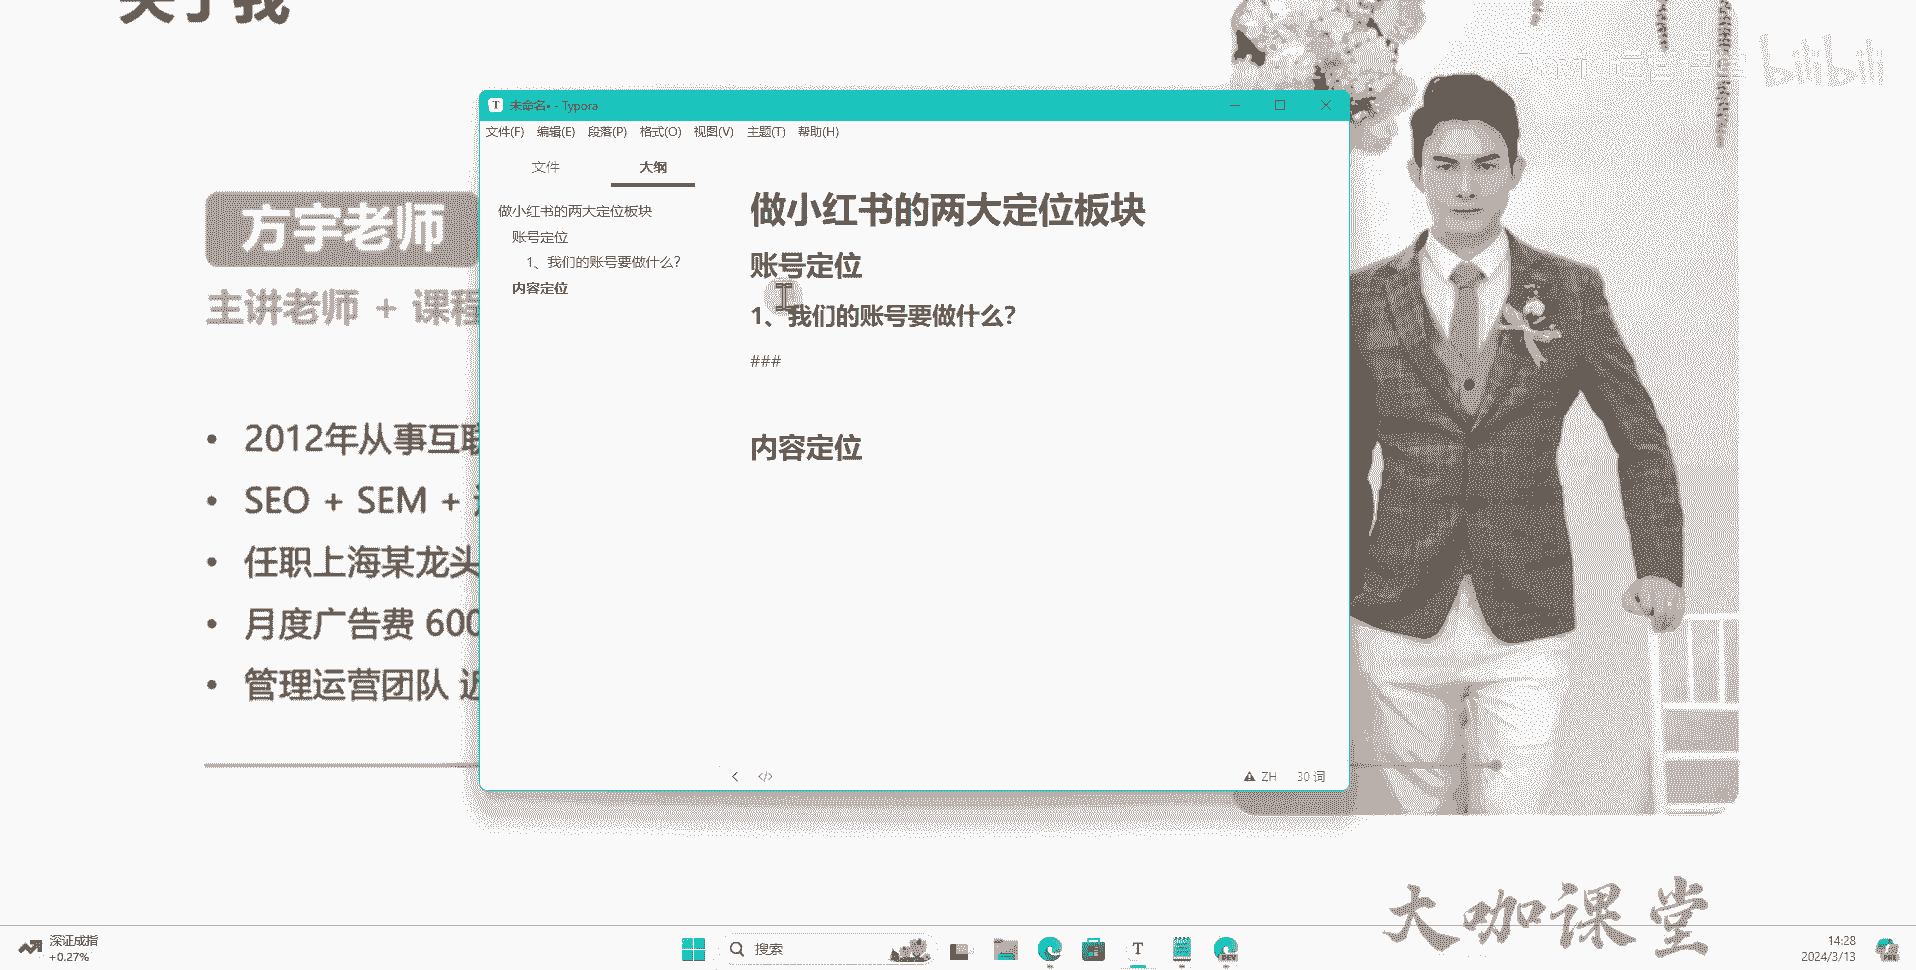 关于我
bilibili
方宇老师
主讲老师 + 课程
2012年从事互联
SEO + SEM +
任职上海某龙头
月度广告费 600
管理运营团队 近
未命名• - Typora
文件(F) 编辑(E) 段落(P) 格式(O) 视图(V) 主题(T) 帮助(H)
文件 大纲
做小红书的两大定位板块
账号定位
1、我们的账号要做什么?
内容定位
做小红书的两大定位板块
账号定位
1、我们的账号要做什么?
###
内容定位
ZH 30 词
大咖课堂
深证成指
+0.27%
搜索
T
DEV
14:28
2024/3/13
PRE